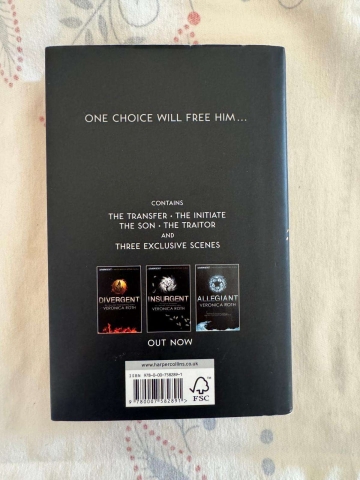 ONE CHOICE WILL FREE HIM...
CONTAINS
THE TRANSFER • THE INITIATE
THE SON • THE TRAITOR
AND
THREE EXCLUSIVE SCENES
DIVERGENT
VERONICA ROTH
INSURGENT
VERONICA ROTH
ALLEGIANT
VERONICA ROTH
OUT NOW
www.harpercollins.co.uk
FSC